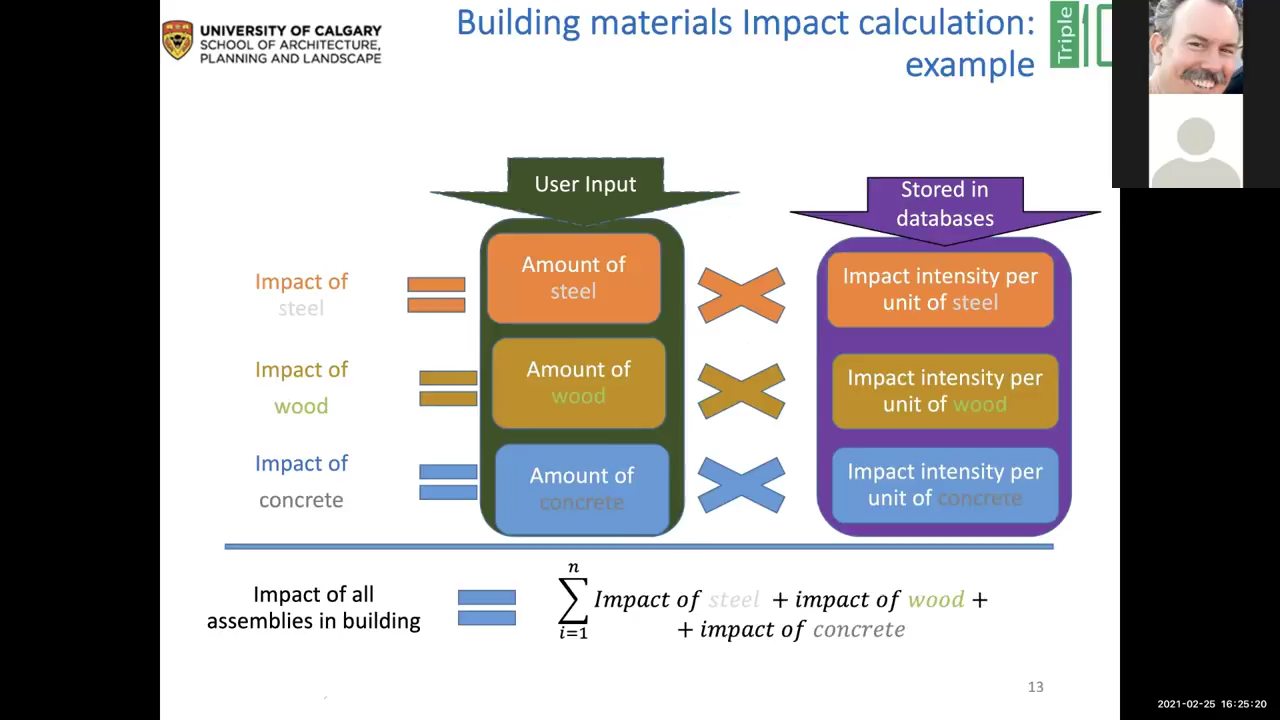 UNIVERSITY OF CALGARY
SCHOOL OF ARCHITECTURE,
PLANNING AND LANDSCAPE
Building materials Impact calculation:
example
Triple
User Input
Stored in
databases
Impact of
steel
Amount of
steel
Impact intensity per
unit of steel
Impact of
wood
Amount of
wood
Impact intensity per
unit of wood
Impact of
concrete
Amount of
concrete
Impact intensity per
unit of concrete
Impact of all
assemblies in building
n
∑ Impact of steel + impact of wood +
i=1
+ impact of concrete
13
2021-02-25 16:25:20